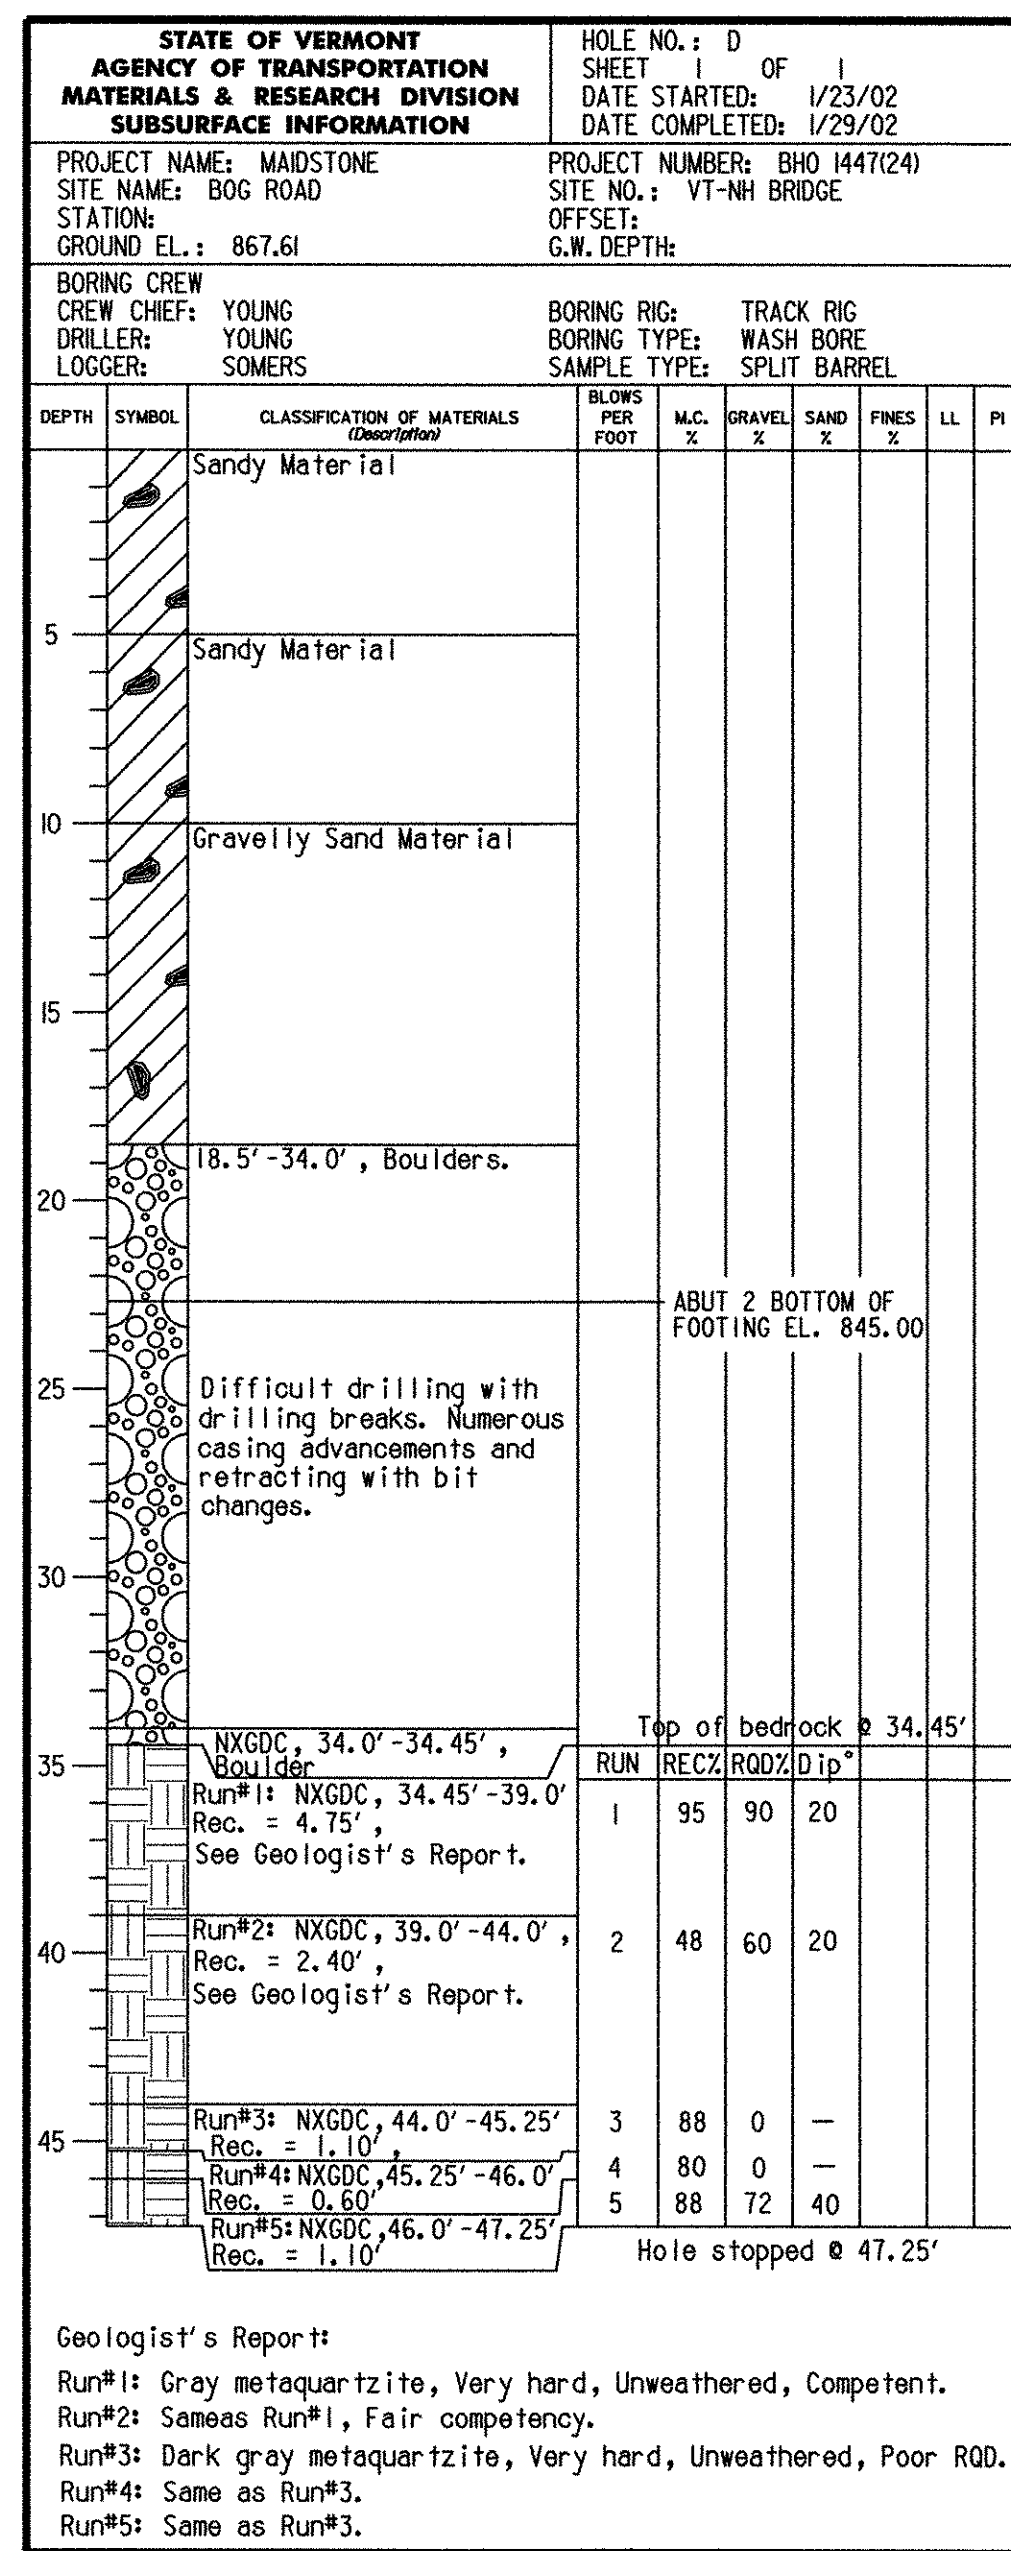 STATE OF VERMONT
AGENCY OF TRANSPORTATION
MATERIALS & RESEARCH DIVISION
SUBSURFACE INFORMATION
HOLE NO.: D
SHEET 1 OF 1
DATE STARTED: 1/23/02
DATE COMPLETED: 1/29/02
PROJECT NAME: MAIDSTONE
SITE NAME: BOG ROAD
STATION:
GROUND EL.: 867.61
PROJECT NUMBER: BHO 1447(24)
SITE NO.: VT-NH BRIDGE
OFFSET:
G.W. DEPTH:
BORING CREW
CREW CHIEF: YOUNG
DRILLER: YOUNG
LOGGER: SOMERS
BORING RIG: TRACK RIG
BORING TYPE: WASH BORE
SAMPLE TYPE: SPLIT BARREL
DEPTH SYMBOL CLASSIFICATION OF MATERIALS (Description) BLOWS PER FOOT M.C. % GRAVEL % SAND % FINES % LL PI
Sandy Material
5
Sandy Material
10
Gravelly Sand Material
15
18.5'-34.0', Boulders.
20
ABUT 2 BOTTOM OF
FOOTING EL. 845.00
25
Difficult drilling with
drilling breaks. Numerous
casing advancements and
retracting with bit
changes.
30
Top of bedrock @ 34.45'
NXGDC, 34.0'-34.45',
Boulder
35
RUN REC% RQD% Dip°
Run#1: NXGDC, 34.45'-39.0'
Rec. = 4.75',
See Geologist's Report.
1 95 90 20
Run#2: NXGDC, 39.0'-44.0',
Rec. = 2.40',
See Geologist's Report.
2 48 60 20
40
Run#3: NXGDC, 44.0'-45.25'
Rec. = 1.10',
3 88 0 —
45
Run#4: NXGDC, 45.25'-46.0'
Rec. = 0.60'
4 80 0 —
Run#5: NXGDC, 46.0'-47.25'
Rec. = 1.10'
5 88 72 40
Hole stopped @ 47.25'
Geologist's Report:
Run#1: Gray metaquartzite, Very hard, Unweathered, Competent.
Run#2: Sameas Run#1, Fair competency.
Run#3: Dark gray metaquartzite, Very hard, Unweathered, Poor RQD.
Run#4: Same as Run#3.
Run#5: Same as Run#3.